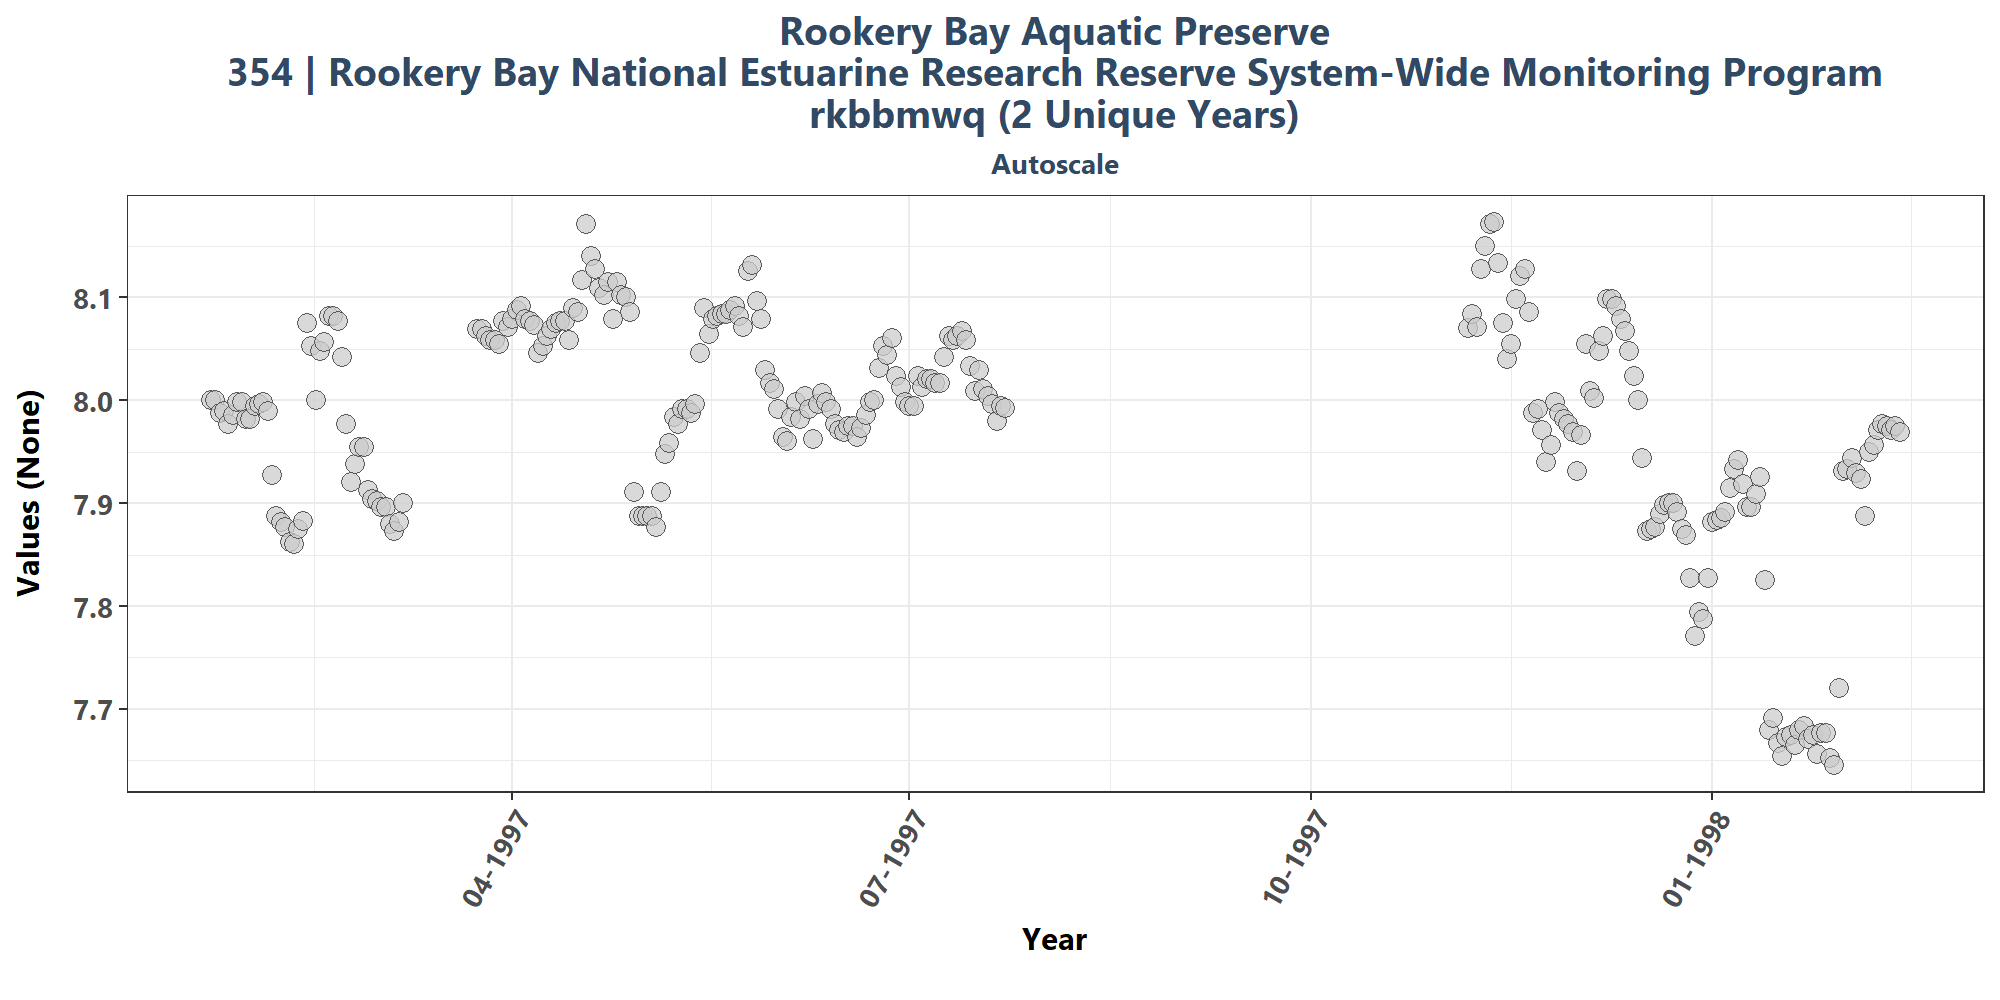 Rookery Bay Aquatic Preserve
354 | Rookery Bay National Estuarine Research Reserve System-Wide Monitoring Program
rkbbmwq (2 Unique Years)
Autoscale
Values (None)
8.1
8.0
7.9
7.8
7.7
04-1997
07-1997
10-1997
01-1998
Year